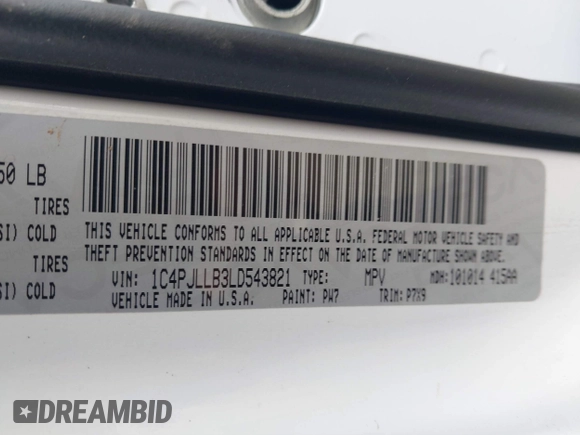 50 LB
TIRES
SI) COLD
TIRES
SI) COLD
THIS VEHICLE CONFORMS TO ALL APPLICABLE U.S.A. FEDERAL MOTOR VEHICLE SAFETY AND
THEFT PREVENTION STANDARDS IN EFFECT ON THE DATE OF MANUFACTURE SHOWN ABOVE.
VIN: 1C4PJLLB3LD543821 TYPE: MPV MDH:101014 415AA
VEHICLE MADE IN U.S.A. PAINT: PW7 TRIM: P7X9
DREAMBID